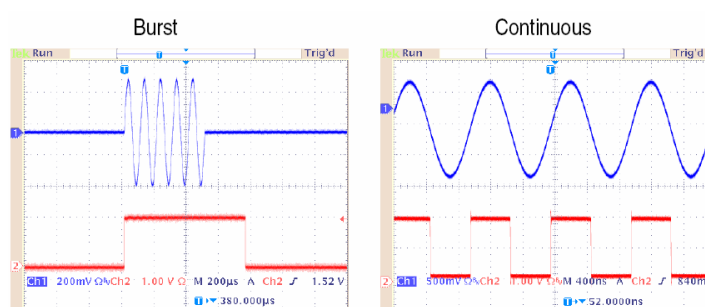 Burst
Continuous
Run
Trig'd
Run
Trig'd
T
T
T
T
1
1
2
2
Ch1 200mV Ω Ch2 1.00 V Ω M 200µs A Ch2 ƒ 1.52 V
Ch1 500mV Ch2 1.00 V M 400ns A Ch2 ƒ 840m
T 380.000µs
T 52.0000ns